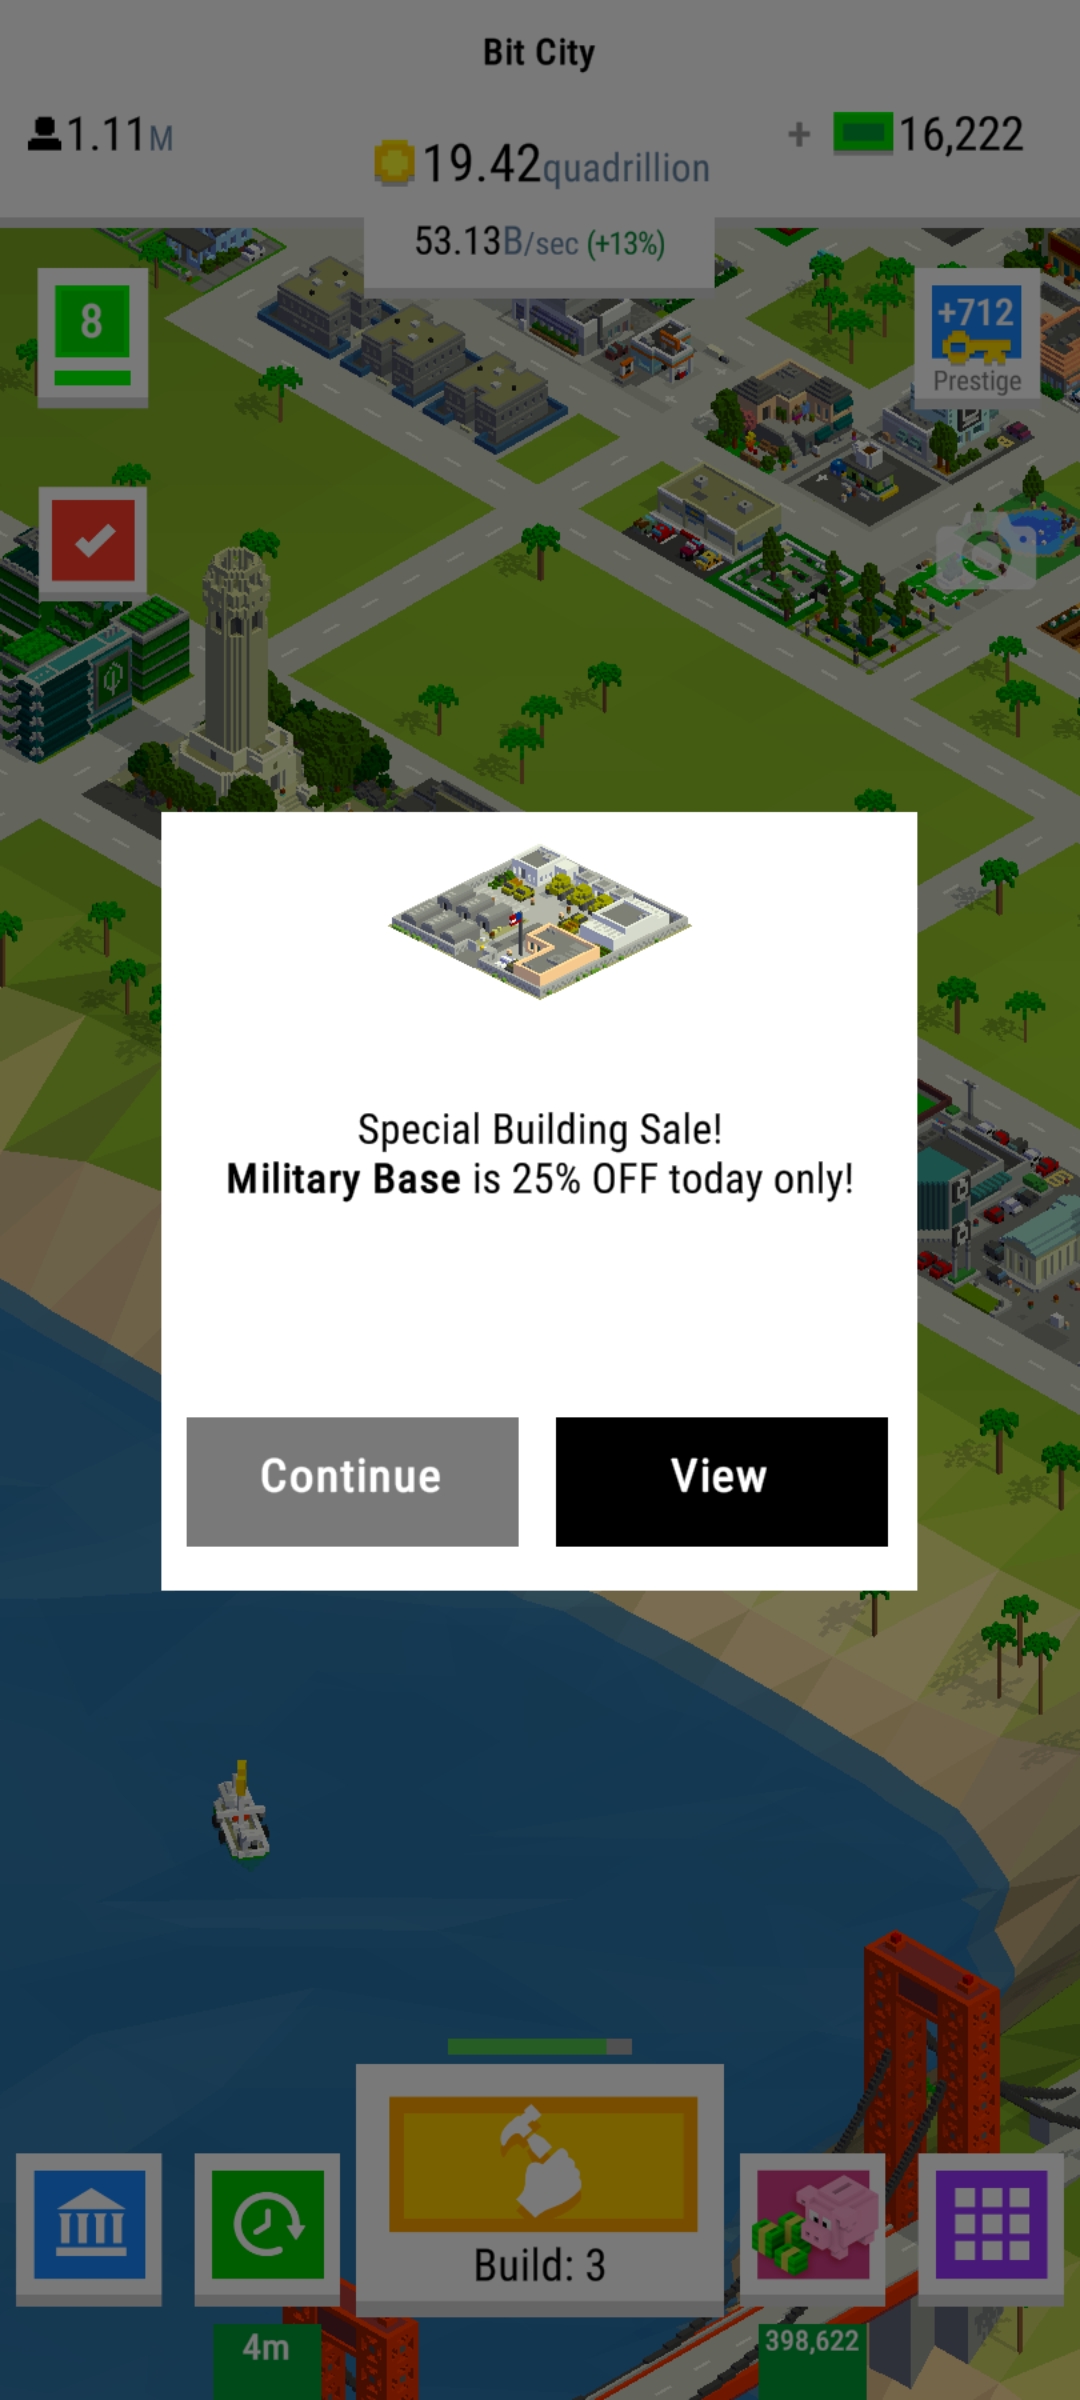 Bit City
1.11M
19.42quadrillion
+ 16,222
53.13B/sec (+13%)
8
+712
Prestige
Special Building Sale!
Military Base is 25% OFF today only!
Continue
View
Build: 3
4m
398,622